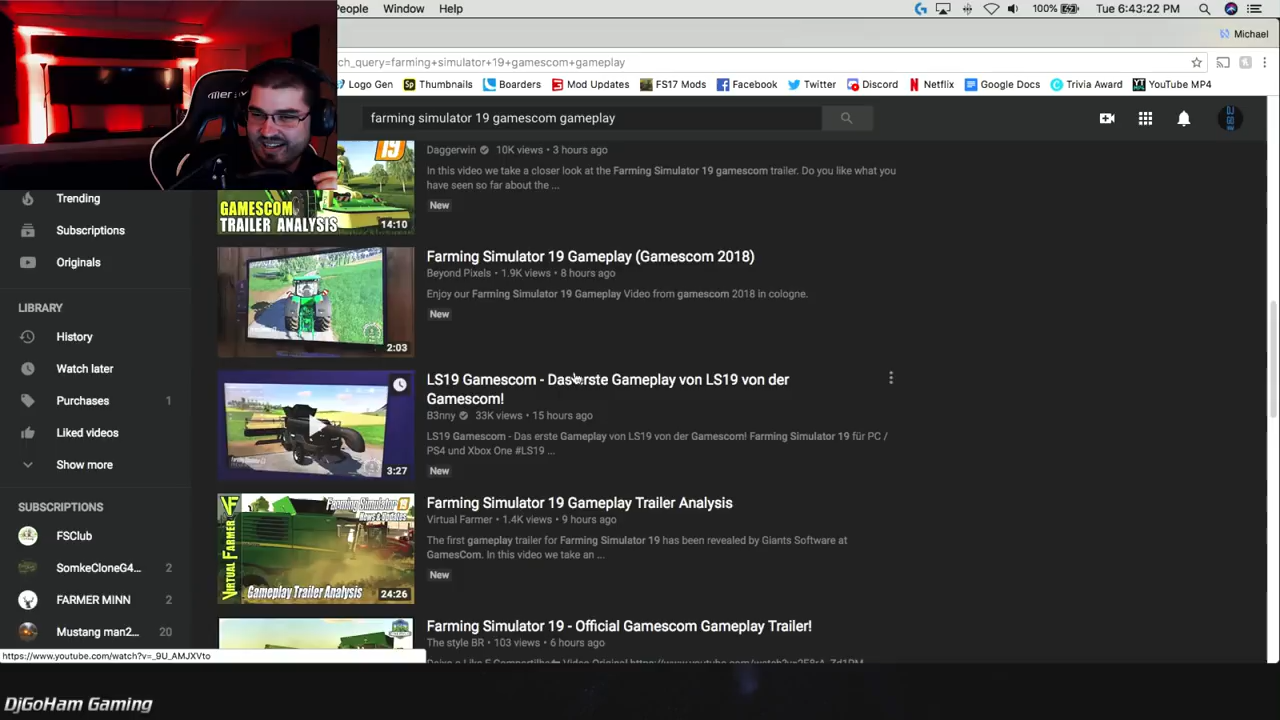 People Window Help
100% Tue 6:43:22 PM
Michael
ch_query=farming+simulator+19+gamescom+gameplay
Logo Gen Thumbnails Boarders Mod Updates FS17 Mods Facebook Twitter Discord Netflix Google Docs Trivia Award YouTube MP4
farming simulator 19 gamescom gameplay
Trending
Subscriptions
Originals
LIBRARY
History
Watch later
Purchases 1
Liked videos
Show more
SUBSCRIPTIONS
FSClub
SomkeCloneG4... 2
FARMER MINN 2
Mustang man2... 20
19
GAMESCOM
TRAILER ANALYSIS
14:10
Daggerwin 10K views • 3 hours ago
In this video we take a closer look at the Farming Simulator 19 gamescom trailer. Do you like what you
have seen so far about the ...
New
2:03
Farming Simulator 19 Gameplay (Gamescom 2018)
Beyond Pixels • 1.9K views • 8 hours ago
Enjoy our Farming Simulator 19 Gameplay Video from gamescom 2018 in cologne.
New
3:27
LS19 Gamescom - Das erste Gameplay von LS19 von der
Gamescom!
B3nny 33K views • 15 hours ago
LS19 Gamescom - Das erste Gameplay von LS19 von der Gamescom! Farming Simulator 19 für PC /
PS4 und Xbox One #LS19 ...
New
VF
Farming Simulator 19
News & Updates
VIRTUAL FARMER
Gameplay Trailer Analysis
24:26
Farming Simulator 19 Gameplay Trailer Analysis
Virtual Farmer • 1.4K views • 9 hours ago
The first gameplay trailer for Farming Simulator 19 has been revealed by Giants Software at
GamesCom. In this video we take an ...
New
Farming Simulator 19 - Official Gamescom Gameplay Trailer!
The style BR • 103 views • 6 hours ago
https://www.youtube.com/watch?v=_9U_AMJXVto
DjGoHam Gaming